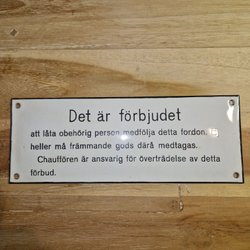 Det är förbjudet
att låta obehörig person medfölja detta fordon.
heller må främmande gods därå medtagas.
Chauffören är ansvarig för överträdelse av detta
förbud.